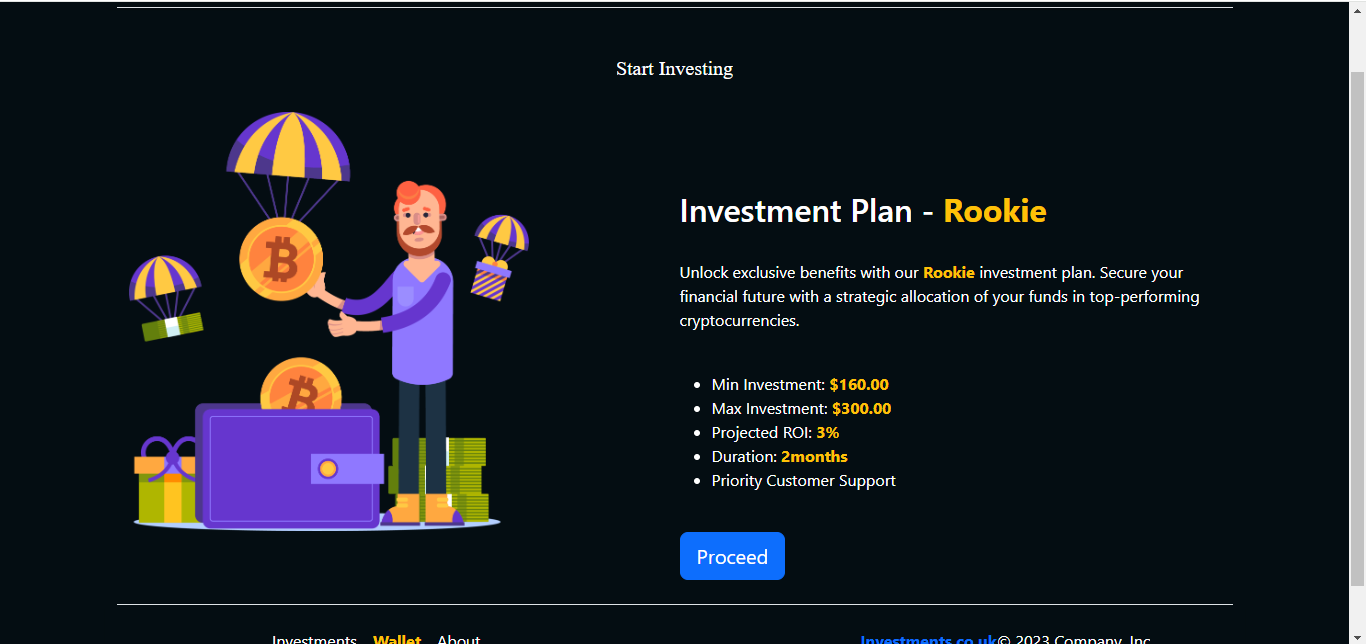 Start Investing
Investment Plan - Rookie
Unlock exclusive benefits with our Rookie investment plan. Secure your
financial future with a strategic allocation of your funds in top-performing
cryptocurrencies.
Min Investment: $160.00
Max Investment: $300.00
Projected ROI: 3%
Duration: 2months
Priority Customer Support
Proceed
Investments Wallet About
Investments.co.uk© 2023 Company, Inc